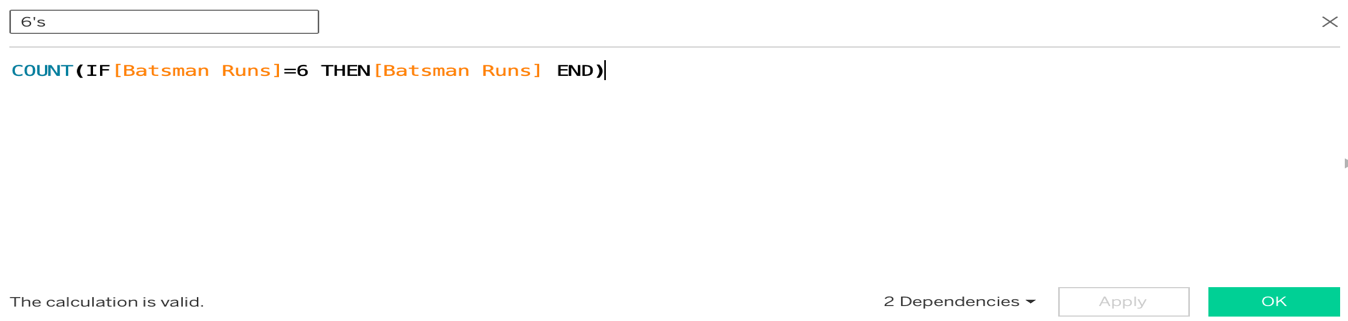 6's
COUNT(IF[Batsman Runs]=6 THEN[Batsman Runs] END)
The calculation is valid.
2 Dependencies
Apply
OK